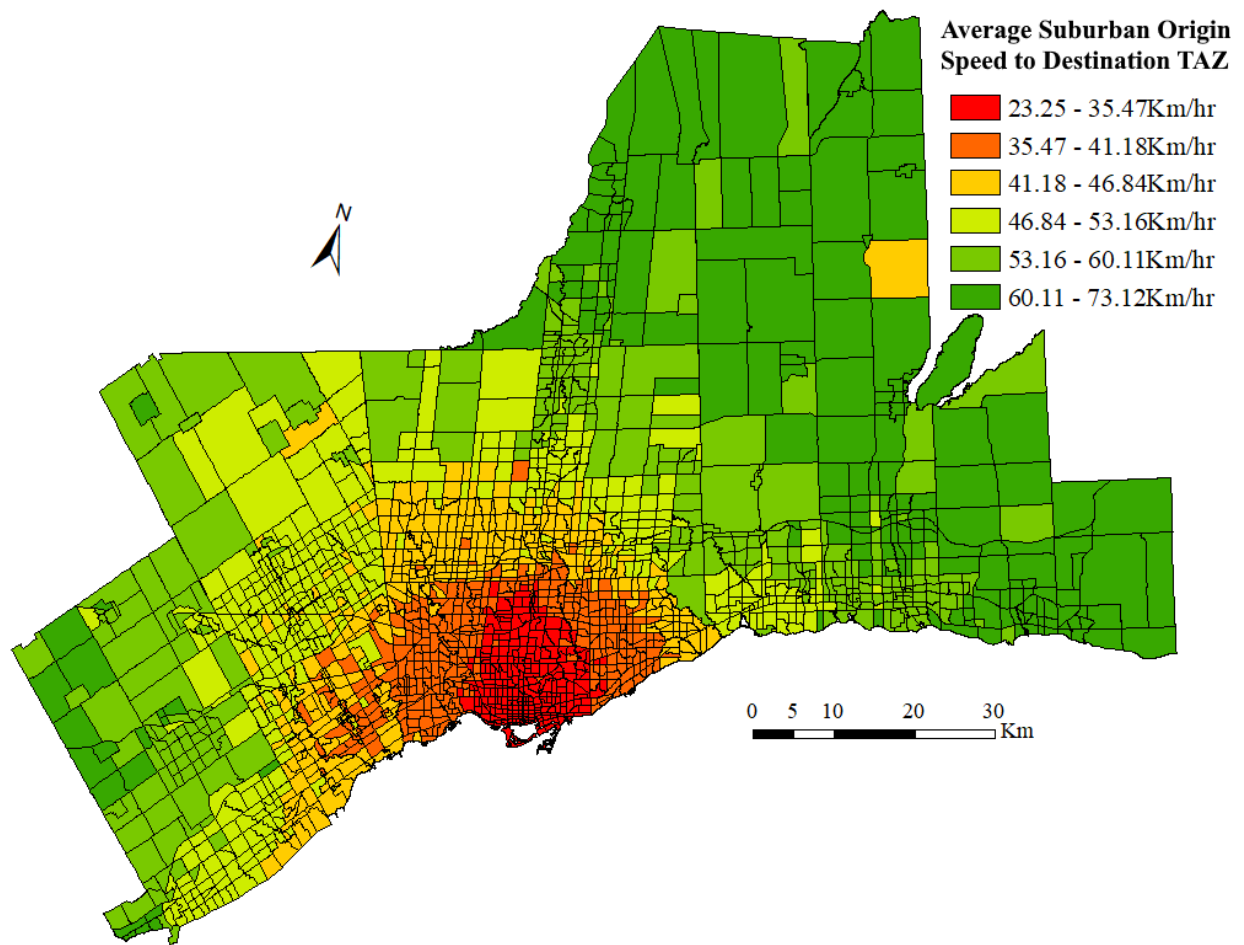 Average Suburban Origin
Speed to Destination TAZ
23.25 - 35.47Km/hr
35.47 - 41.18Km/hr
41.18 - 46.84Km/hr
46.84 - 53.16Km/hr
53.16 - 60.11Km/hr
60.11 - 73.12Km/hr
N
0 5 10 20 30
Km